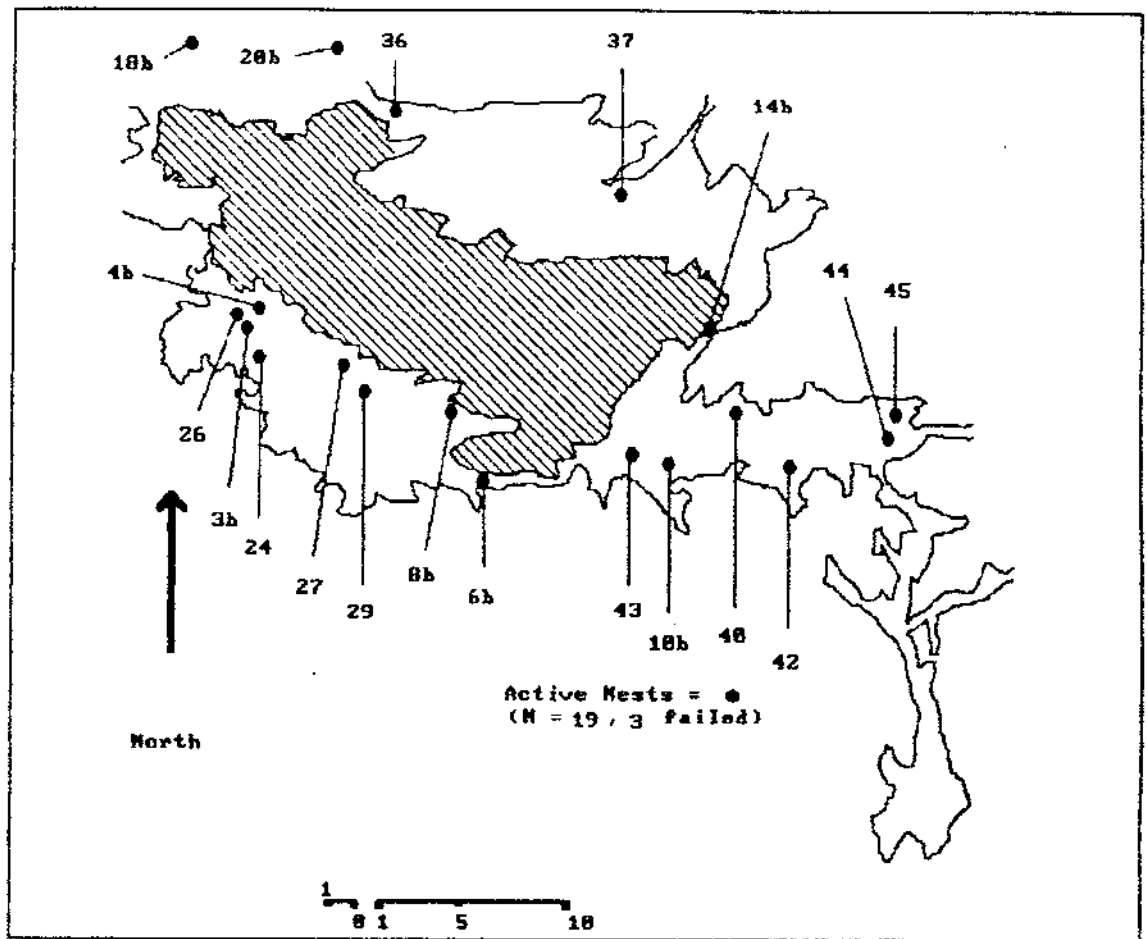 18b
20b
36
37
14b
4b
44
45
26
3b
24
27
29
8b
6b
43
10b
40
42
Active Nests = ●
(N = 19, 3 failed)
North
1
0 1 5 10